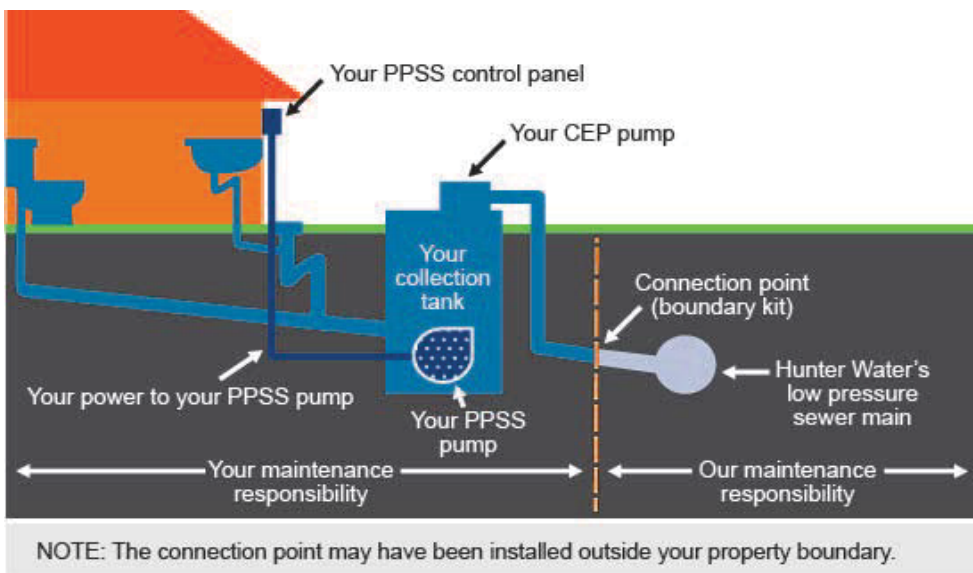 Your PPSS control panel
Your CEP pump
Your
collection
tank
Connection point
(boundary kit)
Hunter Water's
low pressure
sewer main
Your power to your PPSS pump
Your PPSS
pump
Your maintenance
responsibility
Our maintenance
responsibility
NOTE: The connection point may have been installed outside your property boundary.